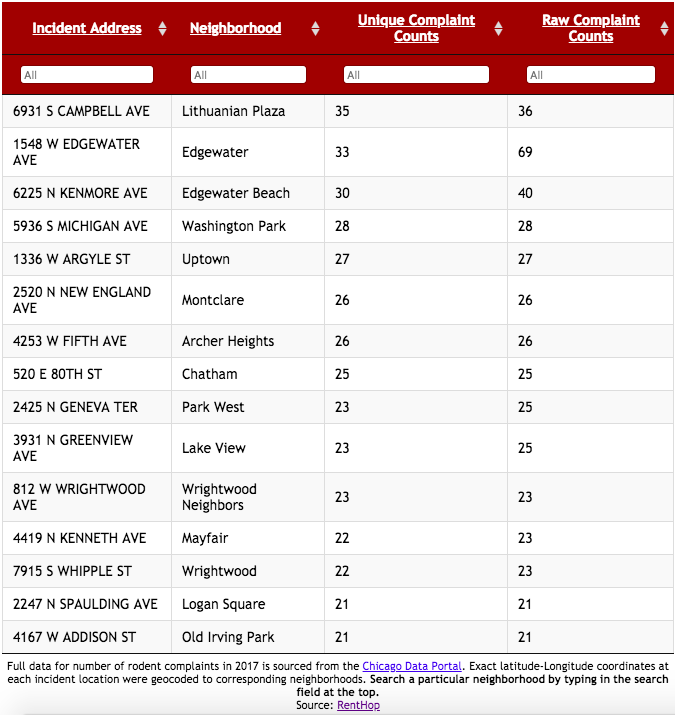 Incident Address Neighborhood Unique Complaint Counts Raw Complaint Counts
All All All All
6931 S CAMPBELL AVE Lithuanian Plaza 35 36
1548 W EDGEWATER AVE Edgewater 33 69
6225 N KENMORE AVE Edgewater Beach 30 40
5936 S MICHIGAN AVE Washington Park 28 28
1336 W ARGYLE ST Uptown 27 27
2520 N NEW ENGLAND AVE Montclare 26 26
4253 W FIFTH AVE Archer Heights 26 26
520 E 80TH ST Chatham 25 25
2425 N GENEVA TER Park West 23 25
3931 N GREENVIEW AVE Lake View 23 25
812 W WRIGHTWOOD AVE Wrightwood Neighbors 23 23
4419 N KENNETH AVE Mayfair 22 23
7915 S WHIPPLE ST Wrightwood 22 23
2247 N SPAULDING AVE Logan Square 21 21
4167 W ADDISON ST Old Irving Park 21 21
Full data for number of rodent complaints in 2017 is sourced from the Chicago Data Portal. Exact latitude-Longitude coordinates at
each incident location were geocoded to corresponding neighborhoods. Search a particular neighborhood by typing in the search
field at the top.
Source: RentHop